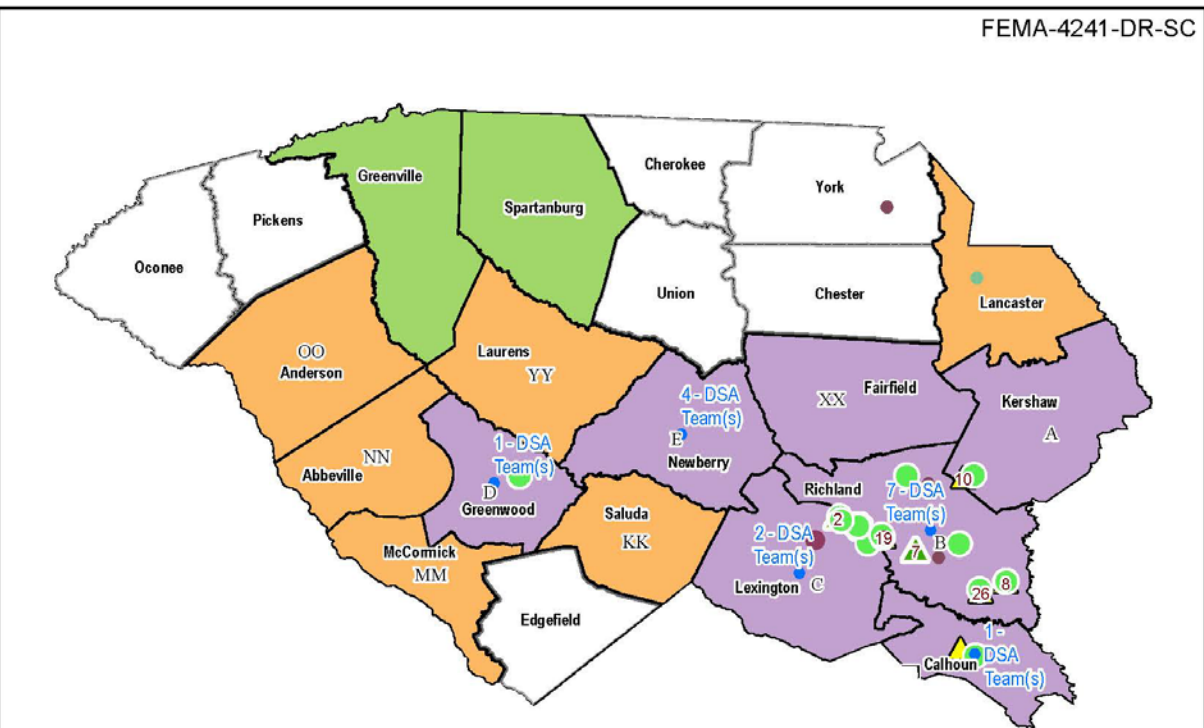 FEMA-4241-DR-SC
Cherokee
York
Greenville
Spartanburg
Pickens
Oconee
Union
Chester
Lancaster
OO
Anderson
Laurens
YY
XX
Fairfield
Kershaw
A
4 - DSA
Team(s)
E
Newberry
NN
Abbeville
1 - DSA
Team(s)
D
Greenwood
Richland
10
7 - DSA
Team(s)
B
2
19
7
Saluda
KK
2 - DSA
Team(s)
Lexington
C
McCormick
MM
8
26
Edgefield
1 -
DSA
Team(s)
Calhoun